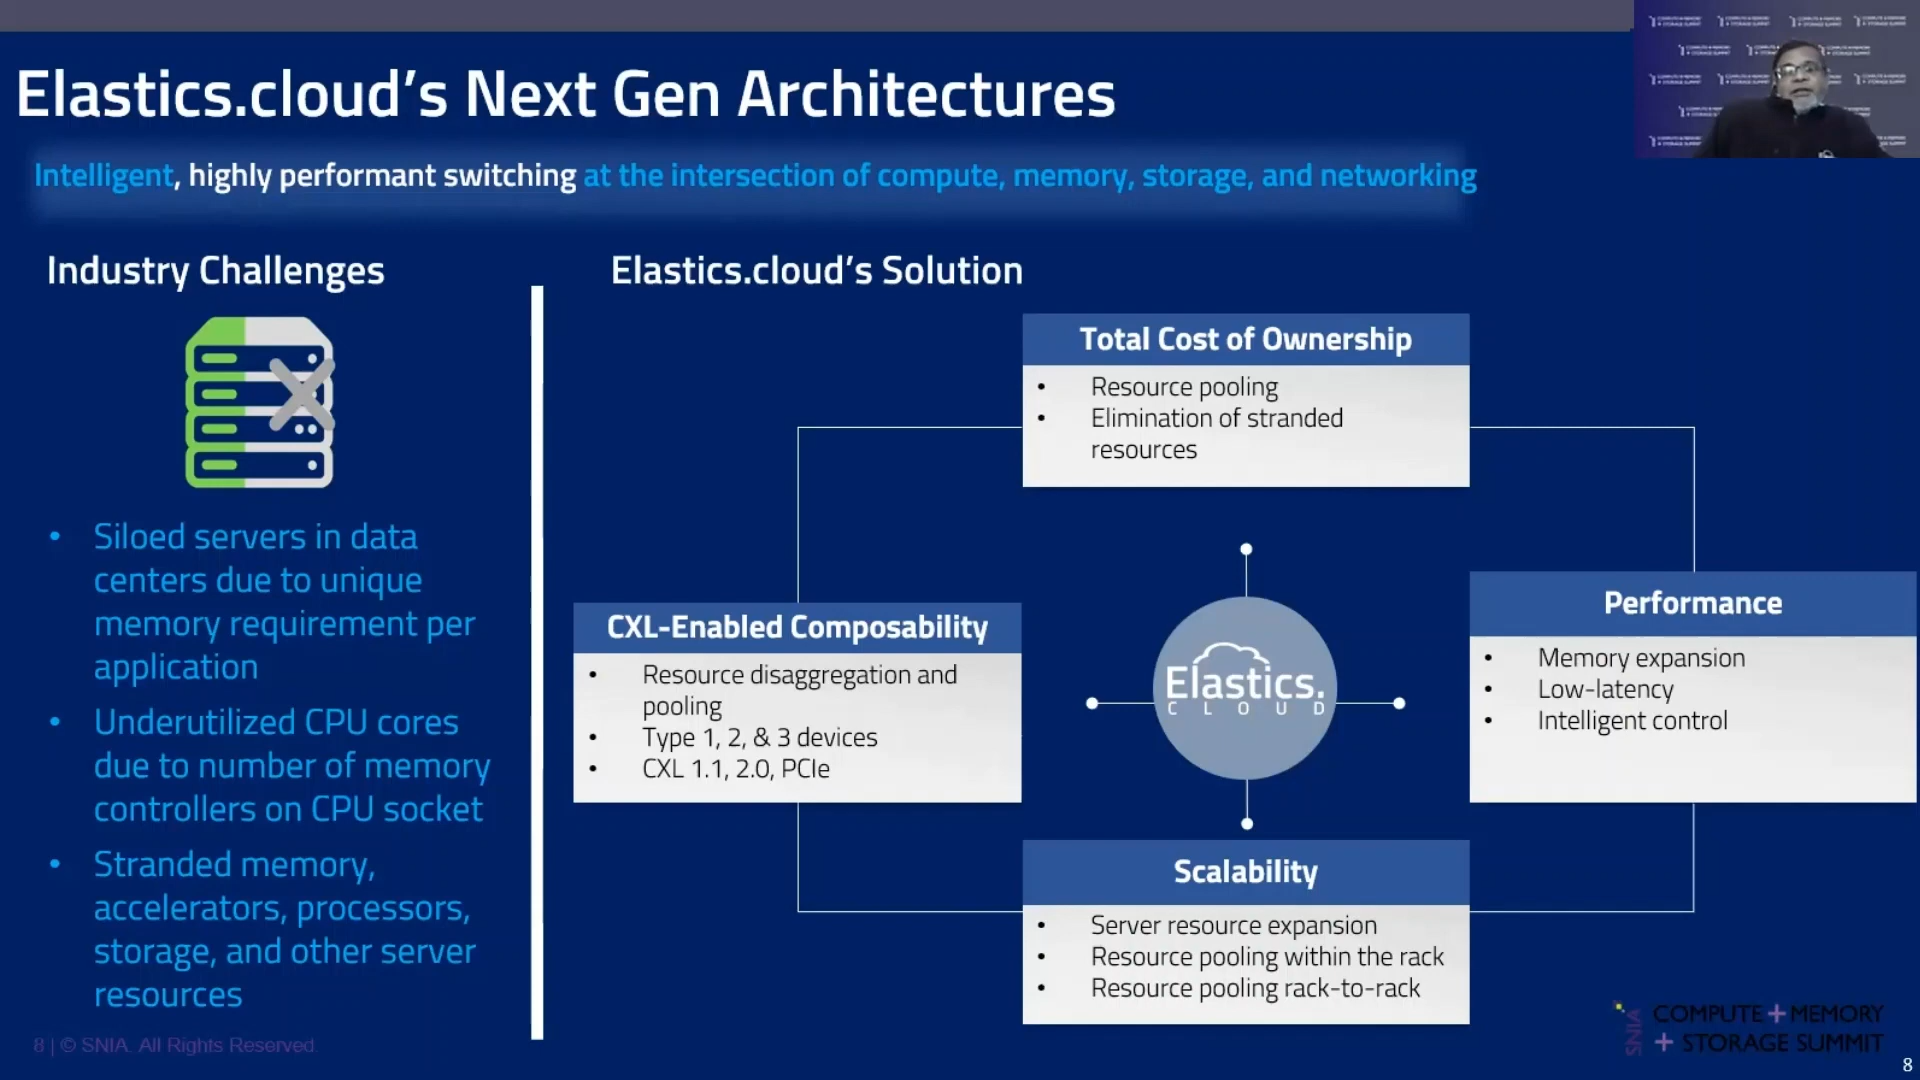 Elastics.cloud's Next Gen Architectures
Intelligent, highly performant switching at the intersection of compute, memory, storage, and networking
Industry Challenges
• Siloed servers in data
centers due to unique
memory requirement per
application
• Underutilized CPU cores
due to number of memory
controllers on CPU socket
• Stranded memory,
accelerators, processors,
storage, and other server
resources
Elastics.cloud's Solution
Total Cost of Ownership
• Resource pooling
• Elimination of stranded
resources
CXL-Enabled Composability
• Resource disaggregation and
pooling
• Type 1, 2, & 3 devices
• CXL 1.1, 2.0, PCIe
Elastics.
CLOUD
Performance
• Memory expansion
• Low-latency
• Intelligent control
Scalability
• Server resource expansion
• Resource pooling within the rack
• Resource pooling rack-to-rack
8 | © SNIA. All Rights Reserved.
SNIA
COMPUTE + MEMORY
+ STORAGE SUMMIT
8